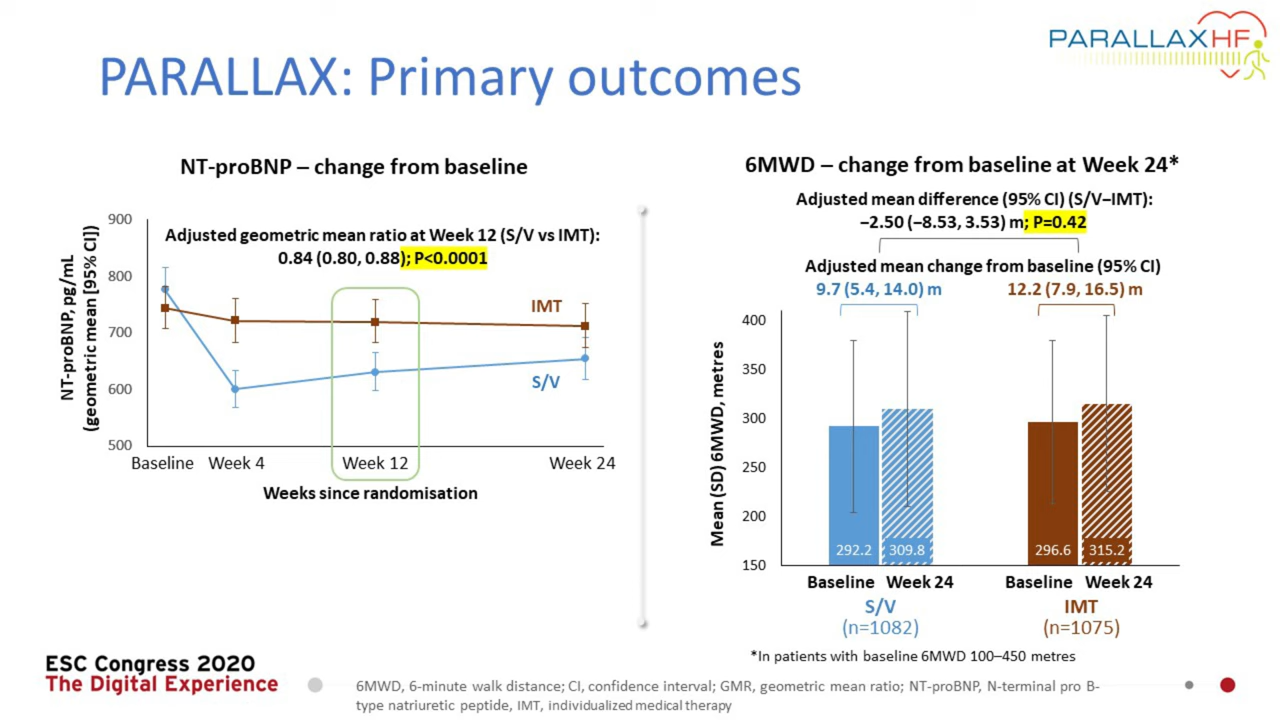 PARALLAX HF
PARALLAX: Primary outcomes
NT-proBNP – change from baseline
NT-proBNP, pg/mL
(geometric mean [95% CI])
900
800
700
600
500
Adjusted geometric mean ratio at Week 12 (S/V vs IMT):
0.84 (0.80, 0.88); P<0.0001
IMT
S/V
Baseline Week 4 Week 12 Week 24
Weeks since randomisation
6MWD – change from baseline at Week 24*
Adjusted mean difference (95% CI) (S/V–IMT):
–2.50 (–8.53, 3.53) m; P=0.42
Adjusted mean change from baseline (95% CI)
9.7 (5.4, 14.0) m 12.2 (7.9, 16.5) m
Mean (SD) 6MWD, metres
400
350
300
250
200
150
292.2 309.8 296.6 315.2
Baseline Week 24 Baseline Week 24
S/V IMT
(n=1082) (n=1075)
*In patients with baseline 6MWD 100–450 metres
ESC Congress 2020
The Digital Experience
6MWD, 6-minute walk distance; CI, confidence interval; GMR, geometric mean ratio; NT-proBNP, N-terminal pro B-
type natriuretic peptide, IMT, individualized medical therapy